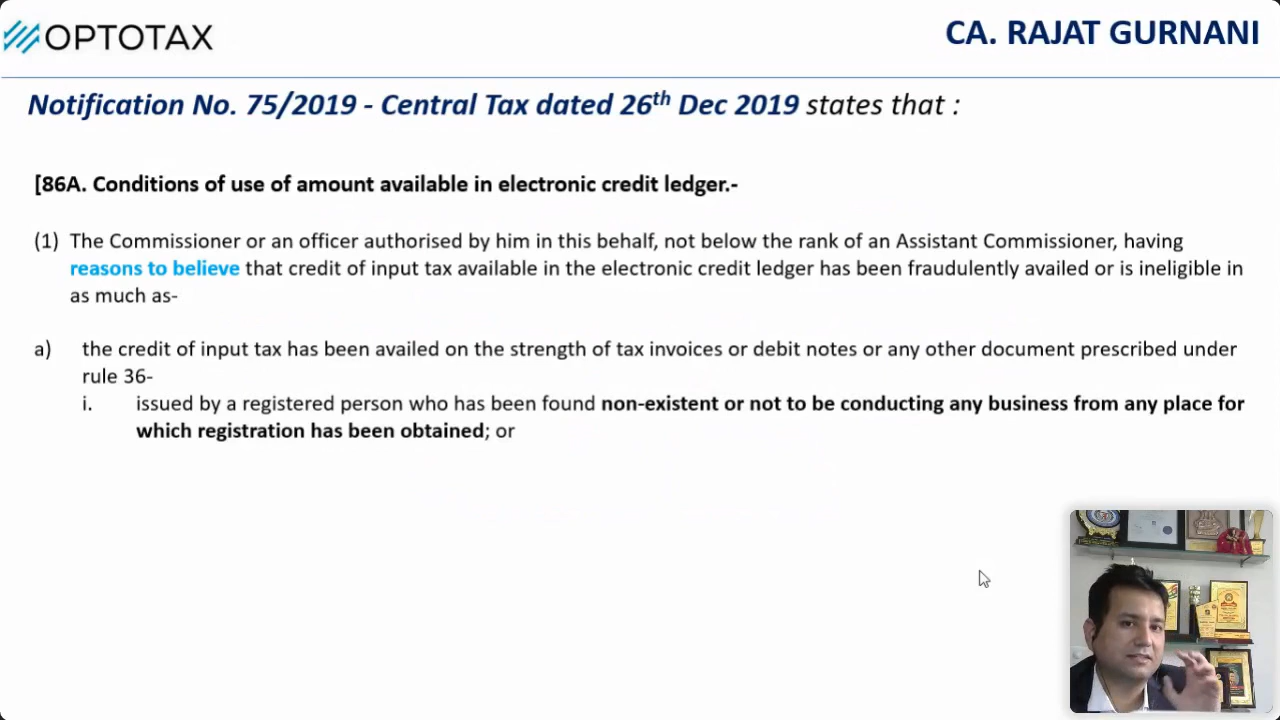 OPTOTAX
CA. RAJAT GURNANI
Notification No. 75/2019 - Central Tax dated 26th Dec 2019 states that :
[86A. Conditions of use of amount available in electronic credit ledger.-
(1) The Commissioner or an officer authorised by him in this behalf, not below the rank of an Assistant Commissioner, having
reasons to believe that credit of input tax available in the electronic credit ledger has been fraudulently availed or is ineligible in
as much as-
a) the credit of input tax has been availed on the strength of tax invoices or debit notes or any other document prescribed under
rule 36-
i. issued by a registered person who has been found non-existent or not to be conducting any business from any place for
which registration has been obtained; or